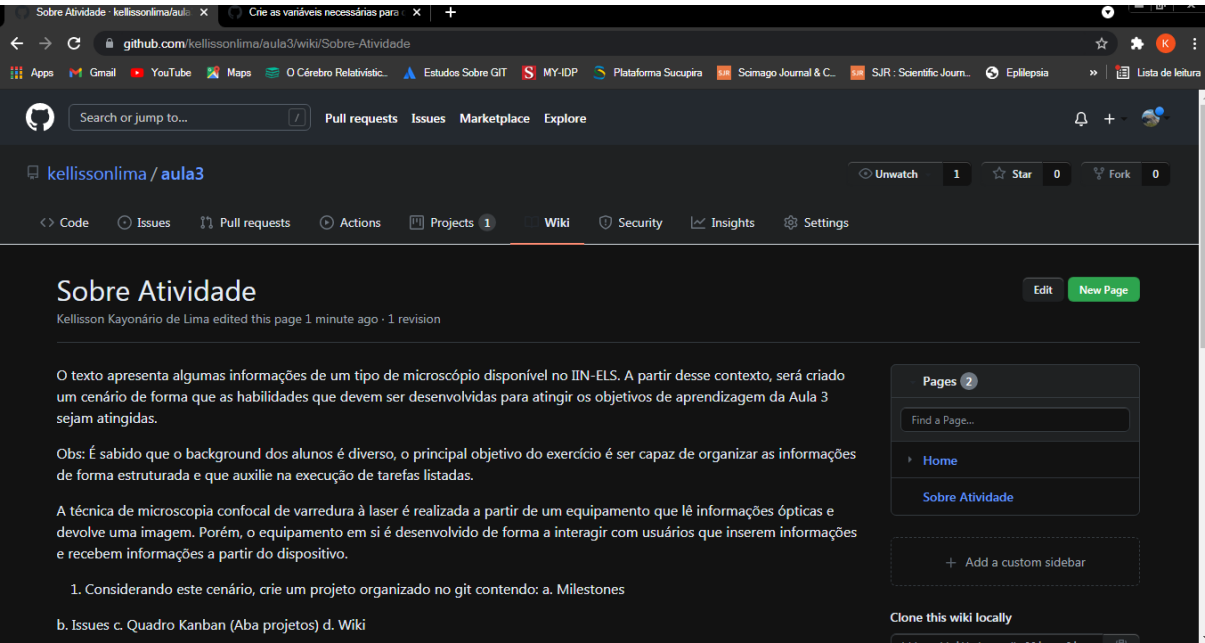 Sobre Atividade · kellissonlima/aula
Crie as variáveis necessárias para
github.com/kellissonlima/aula3/wiki/Sobre-Atividade
K
Apps Gmail YouTube Maps O Cérebro Relativístic... Estudos Sobre GIT S MY-IDP Plataforma Sucupira SJR Scimago Journal & C... SJR SJR : Scientific Journ... Eplilepsia » Lista de leitura
Search or jump to... / Pull requests Issues Marketplace Explore
kellissonlima / aula3
Unwatch 1 Star 0 Fork 0
Code Issues Pull requests Actions Projects 1 Wiki Security Insights Settings
Sobre Atividade
Edit New Page
Kellisson Kayonário de Lima edited this page 1 minute ago · 1 revision
O texto apresenta algumas informações de um tipo de microscópio disponível no IIN-ELS. A partir desse contexto, será criado
um cenário de forma que as habilidades que devem ser desenvolvidas para atingir os objetivos de aprendizagem da Aula 3
sejam atingidas.
Obs: É sabido que o background dos alunos é diverso, o principal objetivo do exercício é ser capaz de organizar as informações
de forma estruturada e que auxilie na execução de tarefas listadas.
A técnica de microscopia confocal de varredura à laser é realizada a partir de um equipamento que lê informações ópticas e
devolve uma imagem. Porém, o equipamento em si é desenvolvido de forma a interagir com usuários que inserem informações
e recebem informações a partir do dispositivo.
1. Considerando este cenário, crie um projeto organizado no git contendo: a. Milestones
b. Issues c. Quadro Kanban (Aba projetos) d. Wiki
Pages 2
Find a Page...
Home
Sobre Atividade
+ Add a custom sidebar
Clone this wiki locally